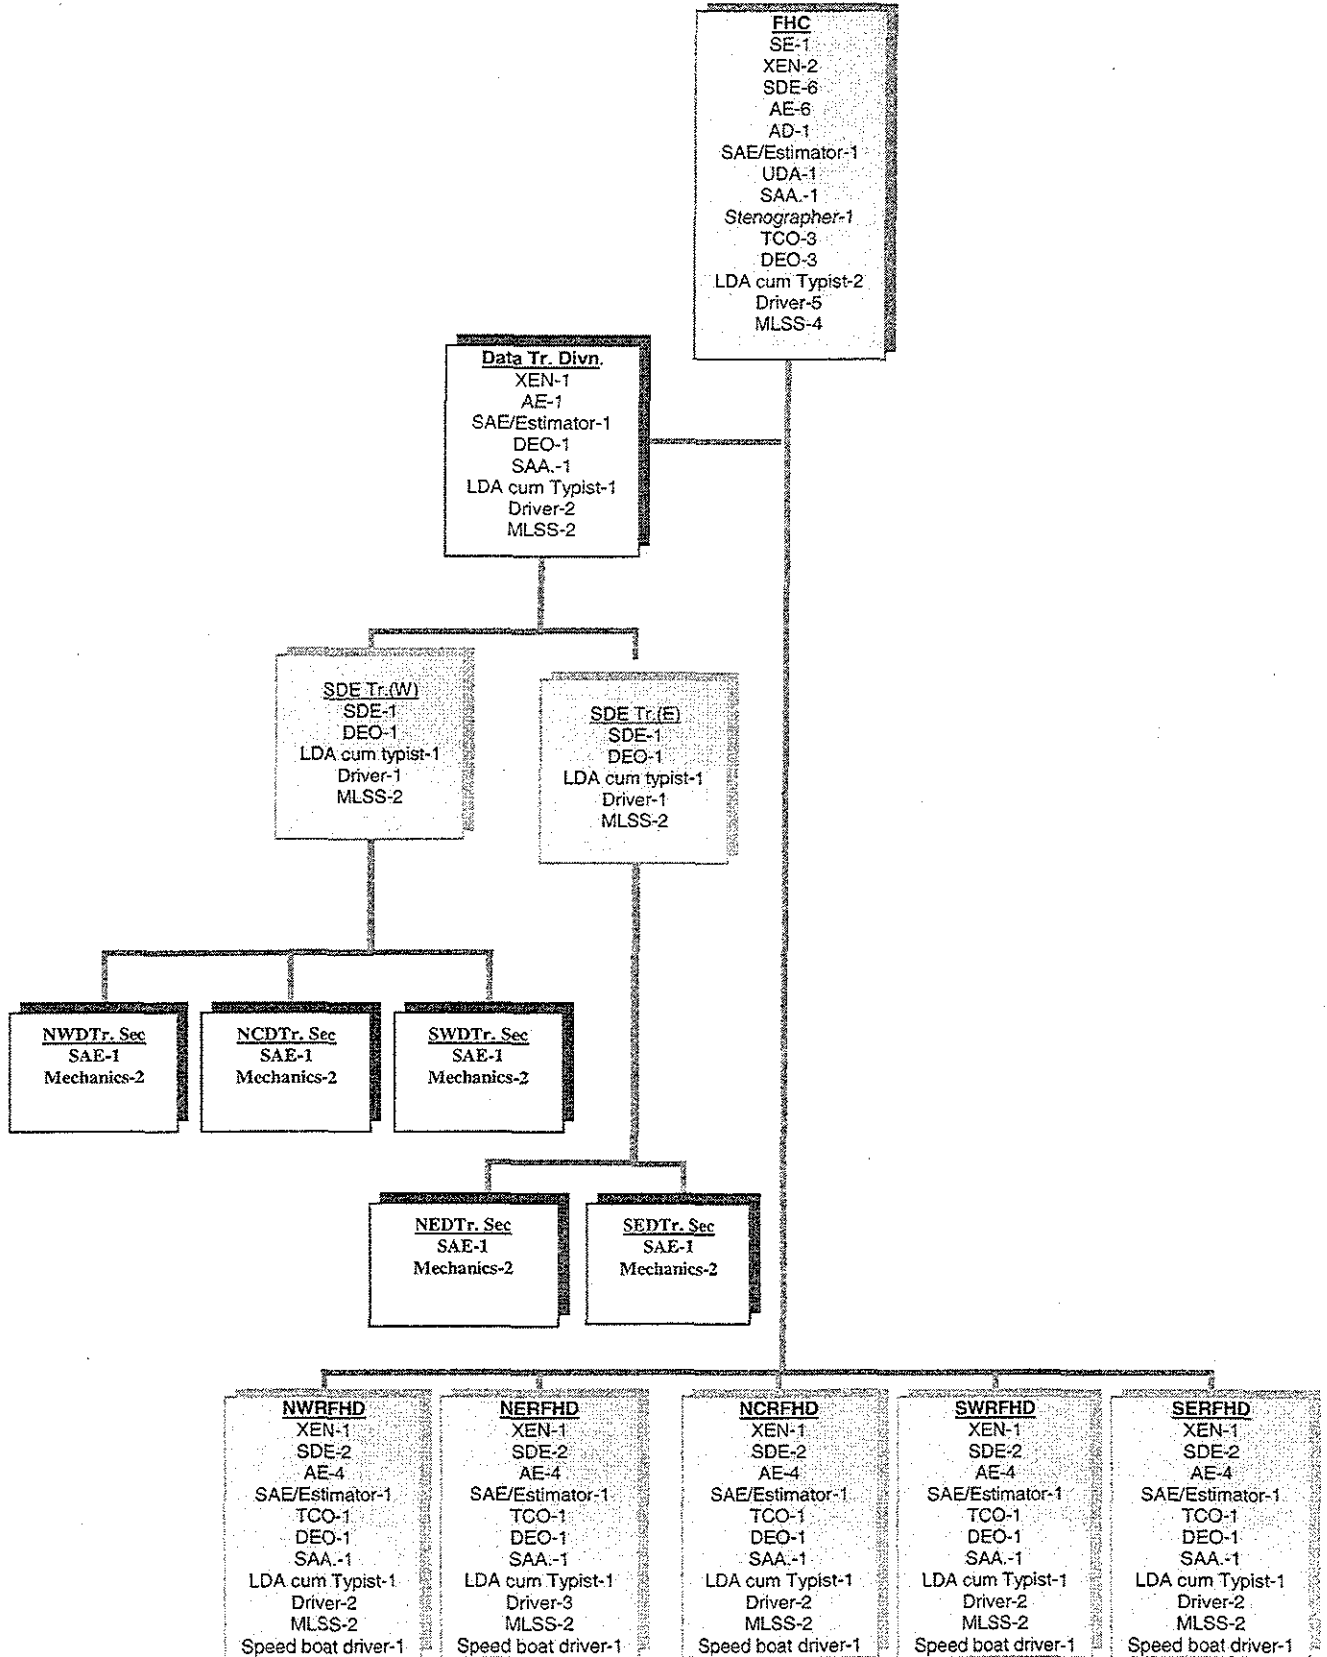 FHC
SE-1
XEN-2
SDE-6
AE-6
AD-1
SAE/Estimator-1
UDA-1
SAA.-1
Stenographer-1
TCO-3
DEO-3
LDA cum Typist-2
Driver-5
MLSS-4
Data Tr. Divn.
XEN-1
AE-1
SAE/Estimator-1
DEO-1
SAA.-1
LDA cum Typist-1
Driver-2
MLSS-2
SDE Tr.(W)
SDE-1
DEO-1
LDA cum typist-1
Driver-1
MLSS-2
SDE Tr.(E)
SDE-1
DEO-1
LDA cum typist-1
Driver-1
MLSS-2
NWDTr. Sec
SAE-1
Mechanics-2
NCDTr. Sec
SAE-1
Mechanics-2
SWDTr. Sec
SAE-1
Mechanics-2
NEDTr. Sec
SAE-1
Mechanics-2
SEDTr. Sec
SAE-1
Mechanics-2
NWRFHD
XEN-1
SDE-2
AE-4
SAE/Estimator-1
TCO-1
DEO-1
SAA.-1
LDA cum Typist-1
Driver-2
MLSS-2
Speed boat driver-1
NERFHD
XEN-1
SDE-2
AE-4
SAE/Estimator-1
TCO-1
DEO-1
SAA.-1
LDA cum Typist-1
Driver-3
MLSS-2
Speed boat driver-1
NCRFHD
XEN-1
SDE-2
AE-4
SAE/Estimator-1
TCO-1
DEO-1
SAA.-1
LDA cum Typist-1
Driver-2
MLSS-2
Speed boat driver-1
SWRFHD
XEN-1
SDE-2
AE-4
SAE/Estimator-1
TCO-1
DEO-1
SAA.-1
LDA cum Typist-1
Driver-2
MLSS-2
Speed boat driver-1
SERFHD
XEN-1
SDE-2
AE-4
SAE/Estimator-1
TCO-1
DEO-1
SAA.-1
LDA cum Typist-1
Driver-2
MLSS-2
Speed boat driver-1